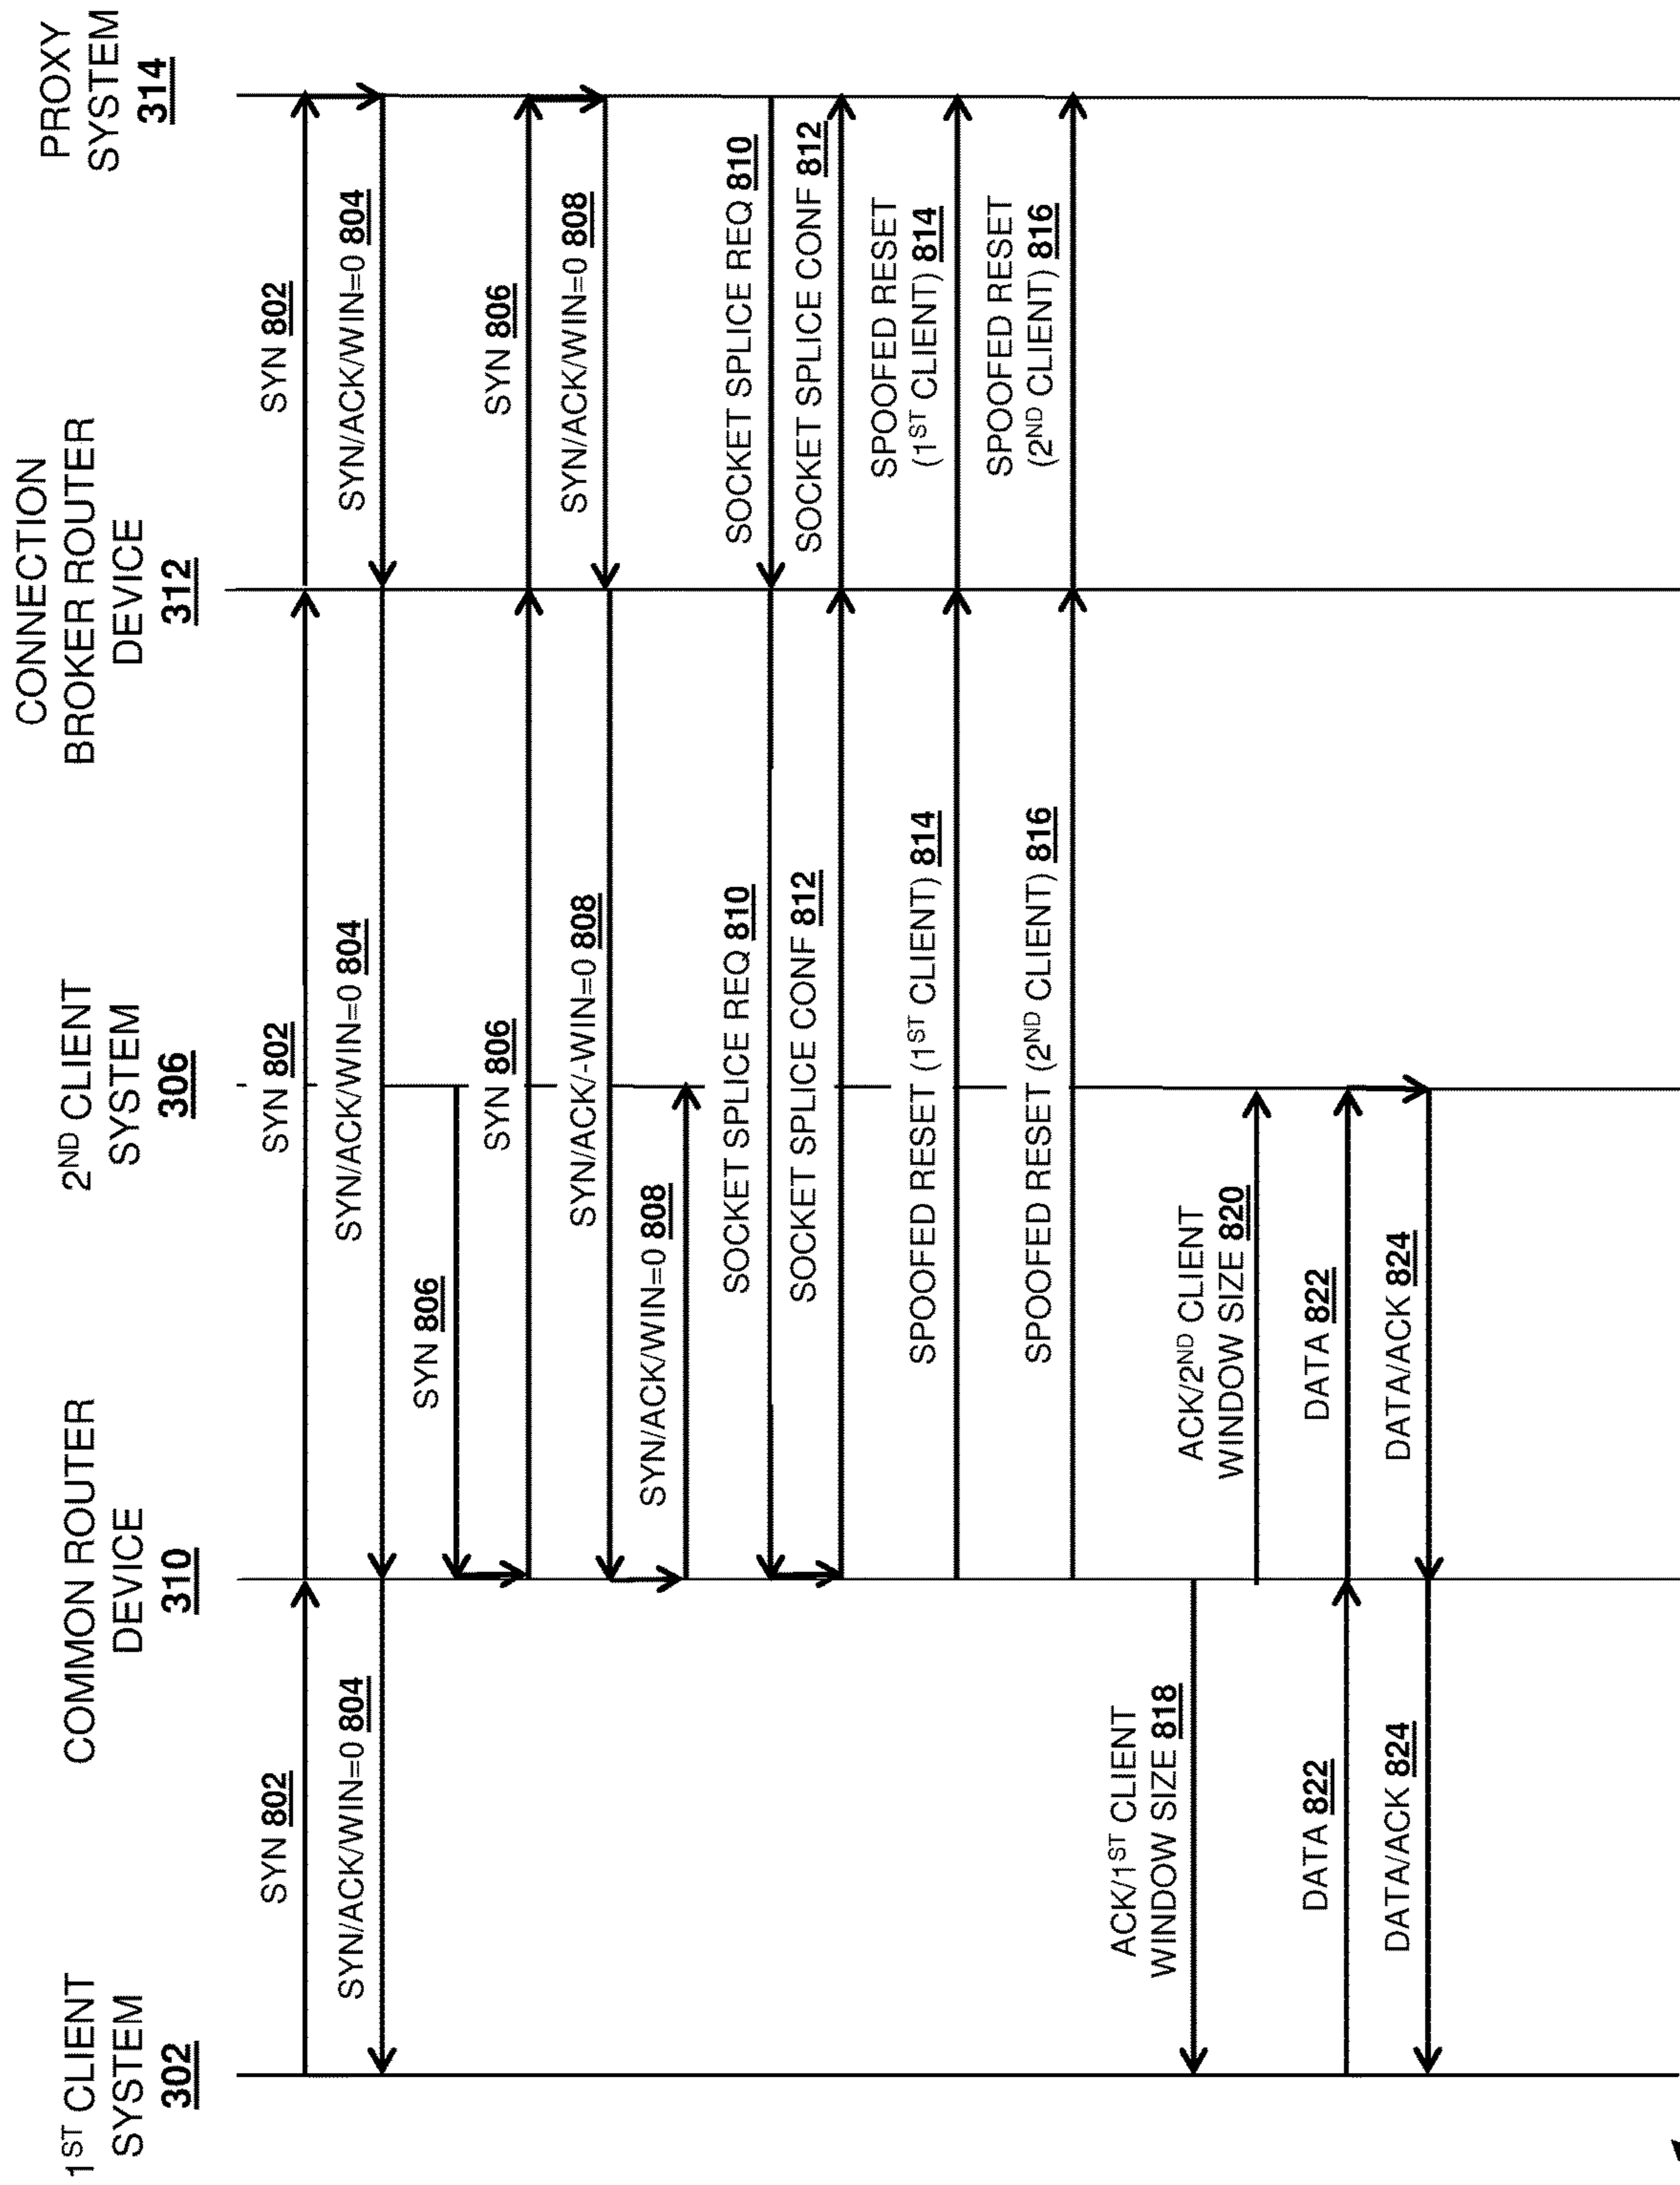 1ST CLIENT
SYSTEM
302
COMMON ROUTER
DEVICE
310
2ND CLIENT
SYSTEM
306
CONNECTION
BROKER ROUTER
DEVICE
312
PROXY
SYSTEM
314
SYN 802
SYN 802
SYN 802
SYN/ACK/WIN=0 804
SYN/ACK/WIN=0 804
SYN/ACK/WIN=0 804
SYN 806
SYN 806
SYN 806
SYN/ACK/-WIN=0 808
SYN/ACK/WIN=0 808
SYN/ACK/WIN=0 808
SOCKET SPLICE REQ 810
SOCKET SPLICE REQ 810
SOCKET SPLICE CONF 812
SOCKET SPLICE CONF 812
SPOOFED RESET (1ST CLIENT) 814
SPOOFED RESET
(1ST CLIENT) 814
SPOOFED RESET (2ND CLIENT) 816
SPOOFED RESET
(2ND CLIENT) 816
ACK/1ST CLIENT
WINDOW SIZE 818
ACK/2ND CLIENT
WINDOW SIZE 820
DATA 822
DATA 822
DATA/ACK 824
DATA/ACK 824